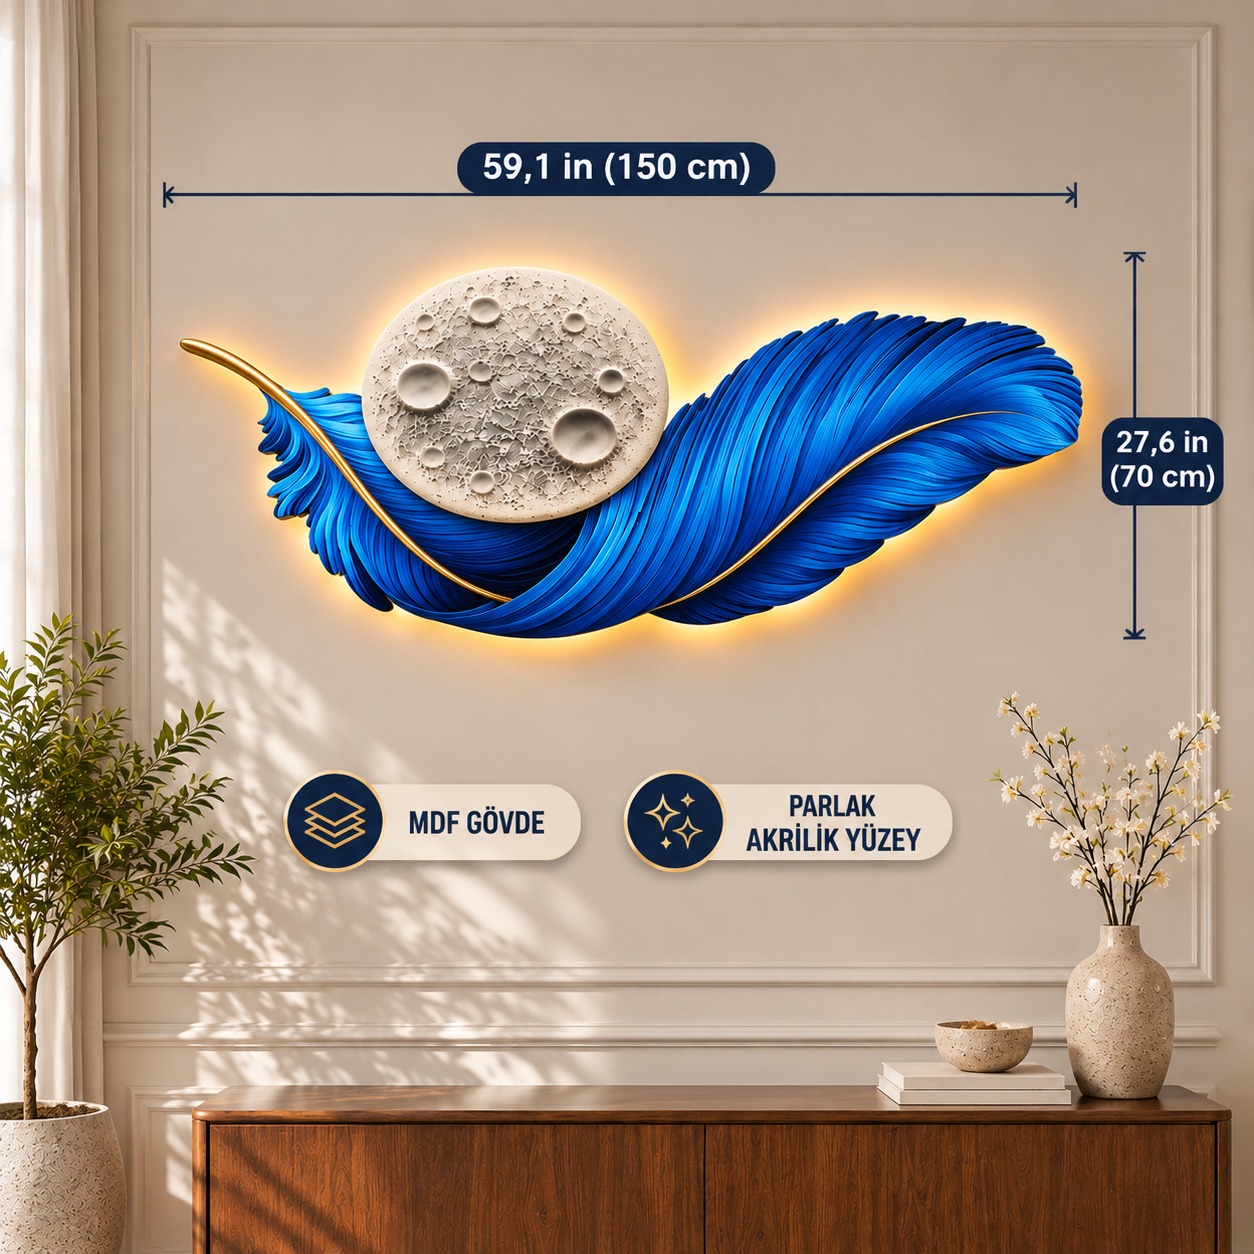 59,1 in (150 cm)
27,6 in
(70 cm)
MDF GÖVDE
PARLAK
AKRİLİK YÜZEY